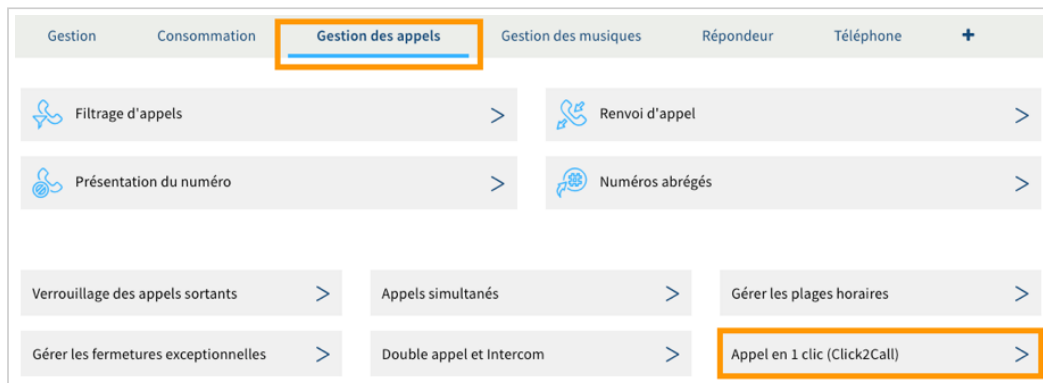 Gestion Consommation Gestion des appels Gestion des musiques Répondeur Téléphone +
Filtrage d'appels > Renvoi d'appel >
Présentation du numéro > Numéros abrégés >
Verrouillage des appels sortants > Appels simultanés > Gérer les plages horaires >
Gérer les fermetures exceptionnelles > Double appel et Intercom > Appel en 1 clic (Click2Call) >